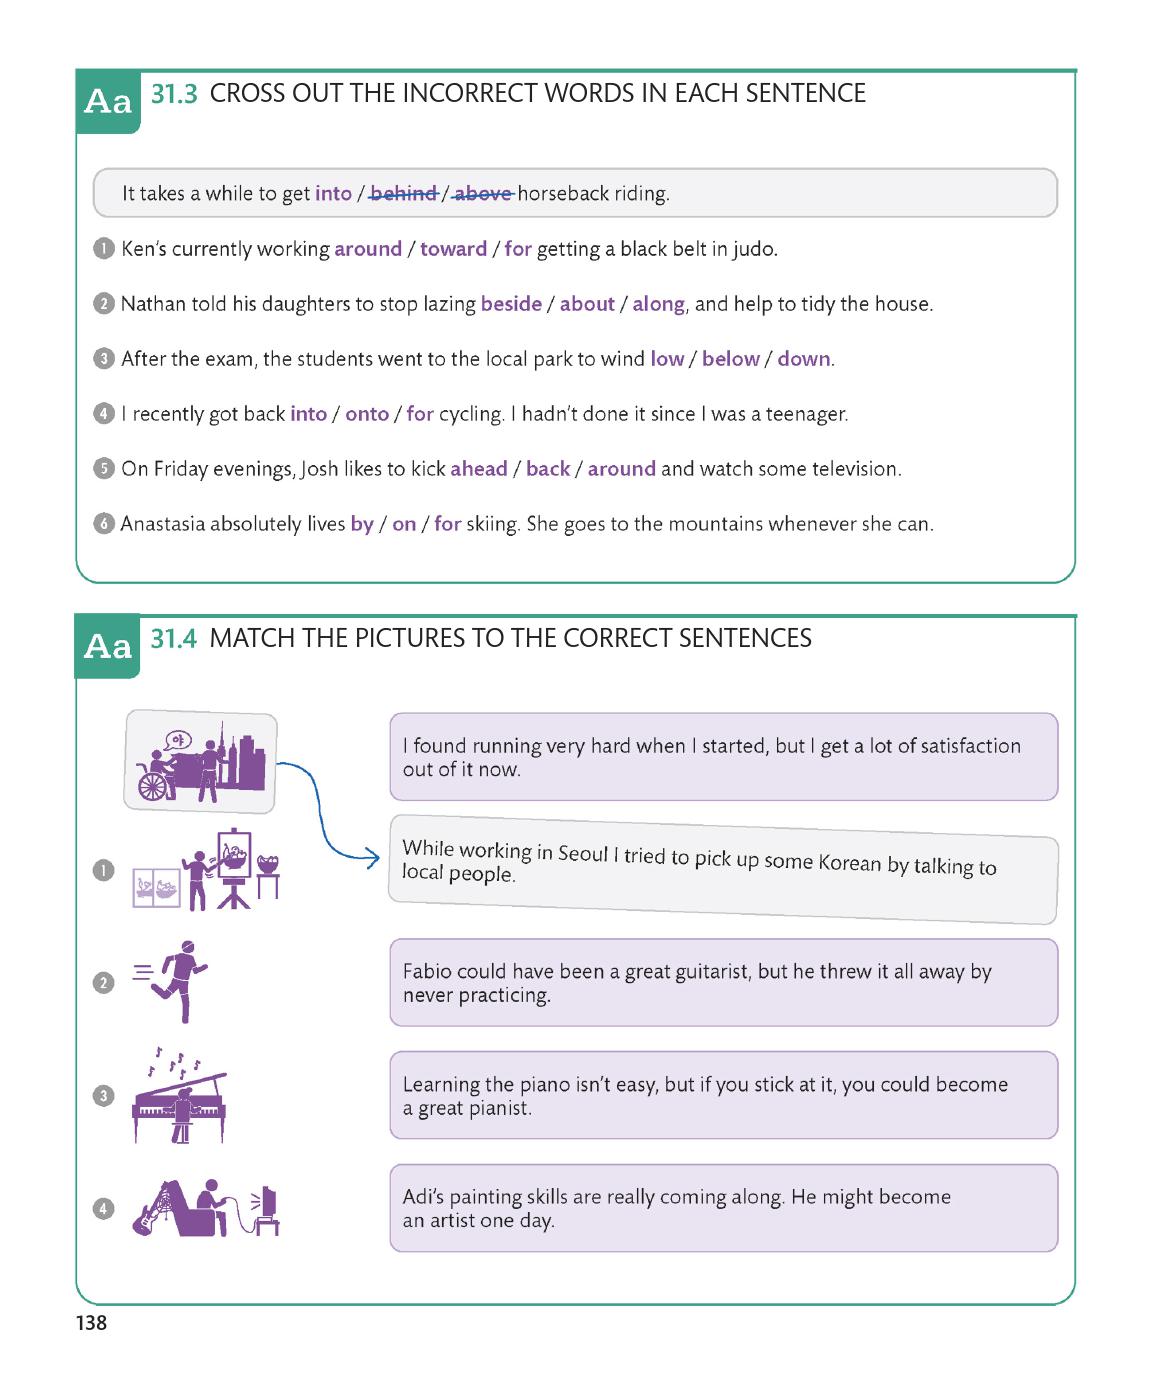 Aa 31.3 CROSS OUT THE INCORRECT WORDS IN EACH SENTENCE
It takes a while to get into / behind / above horseback riding.
1 Ken's currently working around / toward / for getting a black belt in judo.
2 Nathan told his daughters to stop lazing beside / about / along, and help to tidy the house.
3 After the exam, the students went to the local park to wind low / below / down.
4 I recently got back into / onto / for cycling. I hadn't done it since I was a teenager.
5 On Friday evenings, Josh likes to kick ahead / back / around and watch some television.
6 Anastasia absolutely lives by / on / for skiing. She goes to the mountains whenever she can.
Aa 31.4 MATCH THE PICTURES TO THE CORRECT SENTENCES
야
I found running very hard when I started, but I get a lot of satisfaction
out of it now.
1
While working in Seoul I tried to pick up some Korean by talking to
local people.
2
Fabio could have been a great guitarist, but he threw it all away by
never practicing.
3
Learning the piano isn't easy, but if you stick at it, you could become
a great pianist.
4
Adi's painting skills are really coming along. He might become
an artist one day.
138